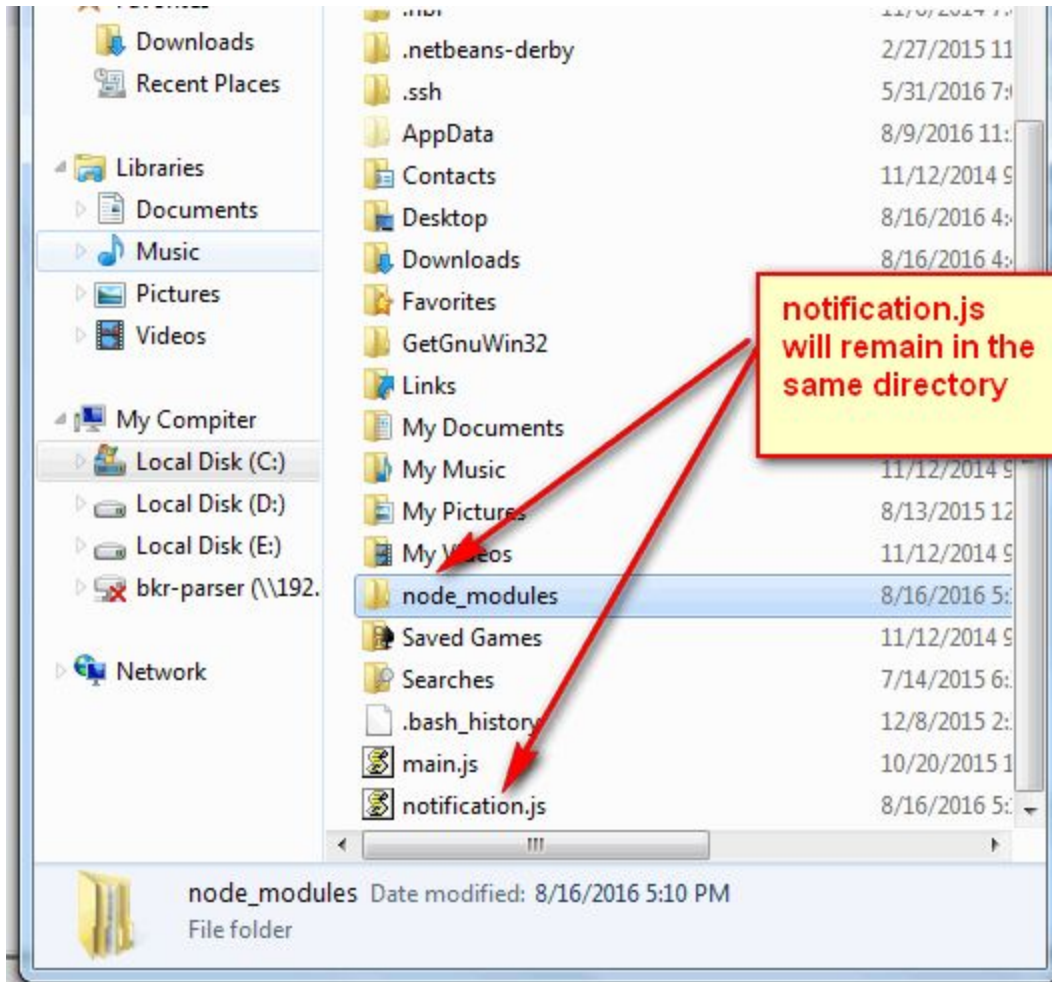 Downloads
Recent Places
Libraries
Documents
Music
Pictures
Videos
My Compiter
Local Disk (C:)
Local Disk (D:)
Local Disk (E:)
bkr-parser (\\192.
Network
.netbeans-derby 2/27/2015 11
.ssh 5/31/2016 7:
AppData 8/9/2016 11:
Contacts 11/12/2014 9
Desktop 8/16/2016 4:
Downloads 8/16/2016 4:
Favorites
GetGnuWin32
Links
My Documents
My Music 11/12/2014 9
My Pictures 8/13/2015 12
My Videos 11/12/2014 9
node_modules 8/16/2016 5:
Saved Games 11/12/2014 9
Searches 7/14/2015 6:
.bash_history 12/8/2015 2:
main.js 10/20/2015 1
notification.js 8/16/2016 5:
notification.js
will remain in the
same directory
node_modules Date modified: 8/16/2016 5:10 PM
File folder